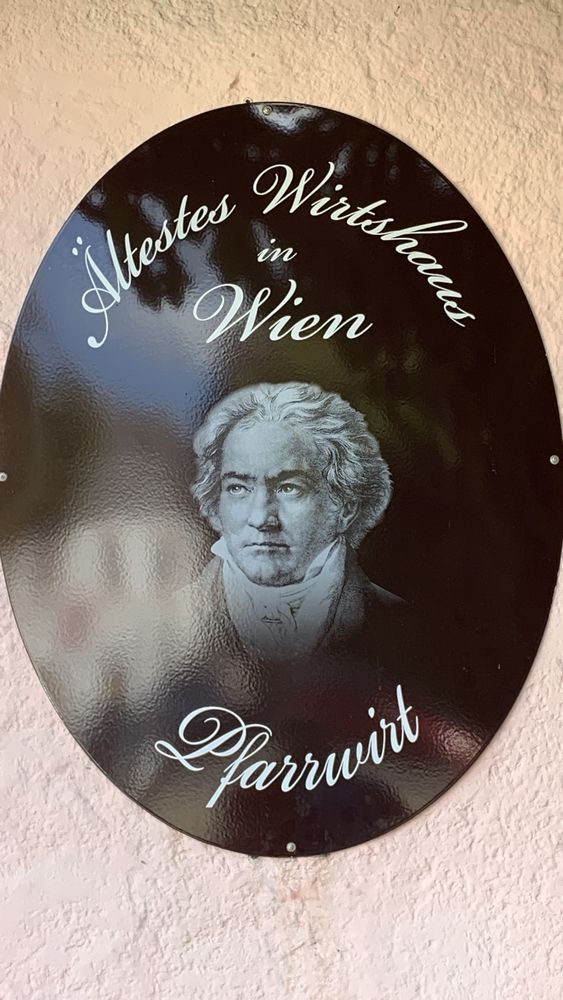 Ältestes Wirtshaus
in
Wien
Pfarrwirt